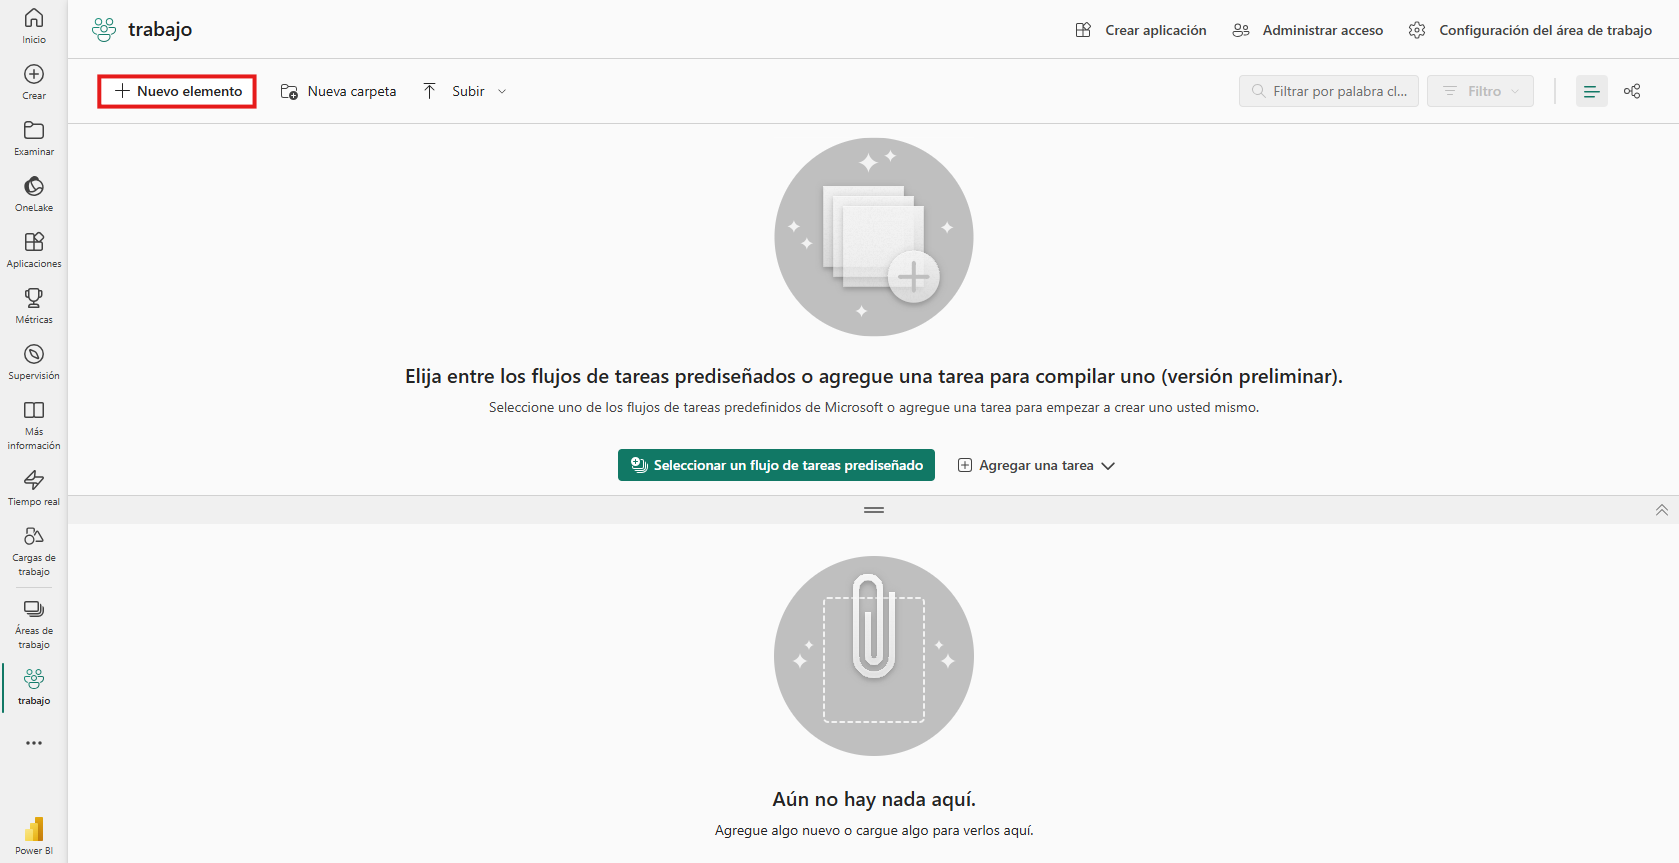 Inicio
Crear
Examinar
OneLake
Aplicaciones
Métricas
Supervisión
Más
información
Tiempo real
Cargas de
trabajo
Áreas de
trabajo
trabajo
Power BI
trabajo
Crear aplicación
Administrar acceso
Configuración del área de trabajo
Nuevo elemento
Nueva carpeta
Subir
Filtrar por palabra cl...
Filtro
Elija entre los flujos de tareas prediseñados o agregue una tarea para compilar uno (versión preliminar).
Seleccione uno de los flujos de tareas predefinidos de Microsoft o agregue una tarea para empezar a crear uno usted mismo.
Seleccionar un flujo de tareas prediseñado
Agregar una tarea
Aún no hay nada aquí.
Agregue algo nuevo o cargue algo para verlos aquí.